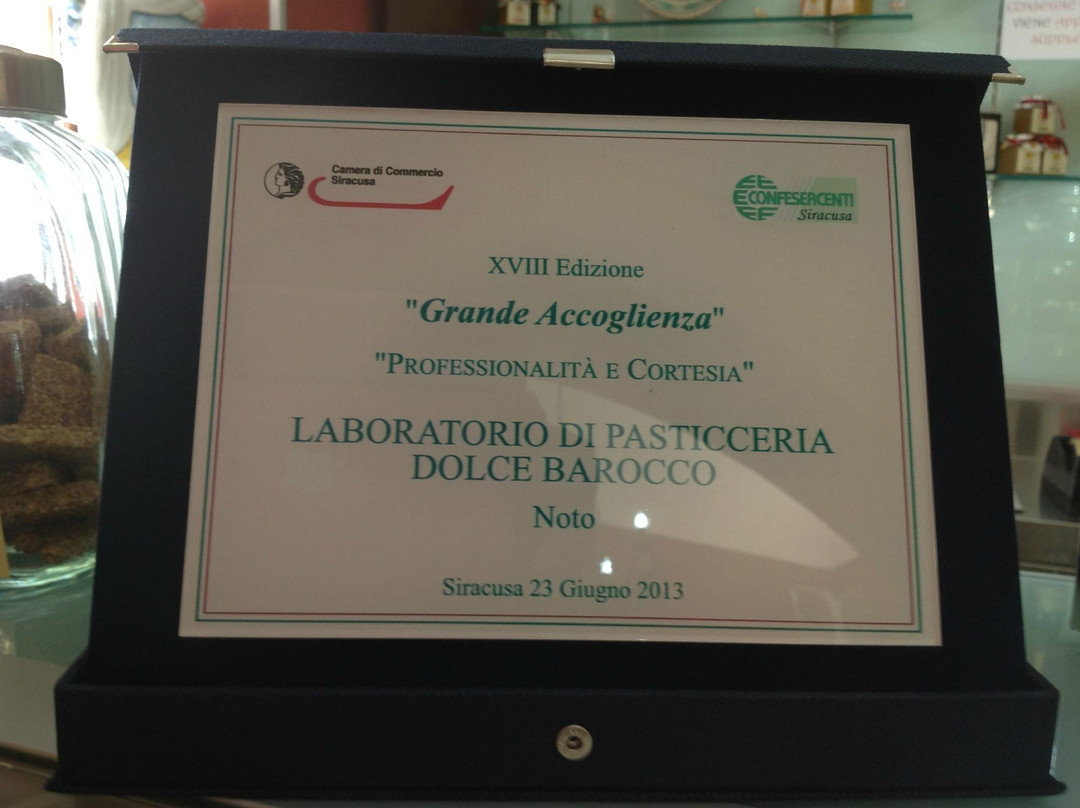 Camera di Commercio
Siracusa
CONFESERCENTI
Siracusa
XVIII Edizione
"Grande Accoglienza"
"PROFESSIONALITÀ E CORTESIA"
LABORATORIO DI PASTICCERIA
DOLCE BAROCCO
Noto
Siracusa 23 Giugno 2013
VIENE